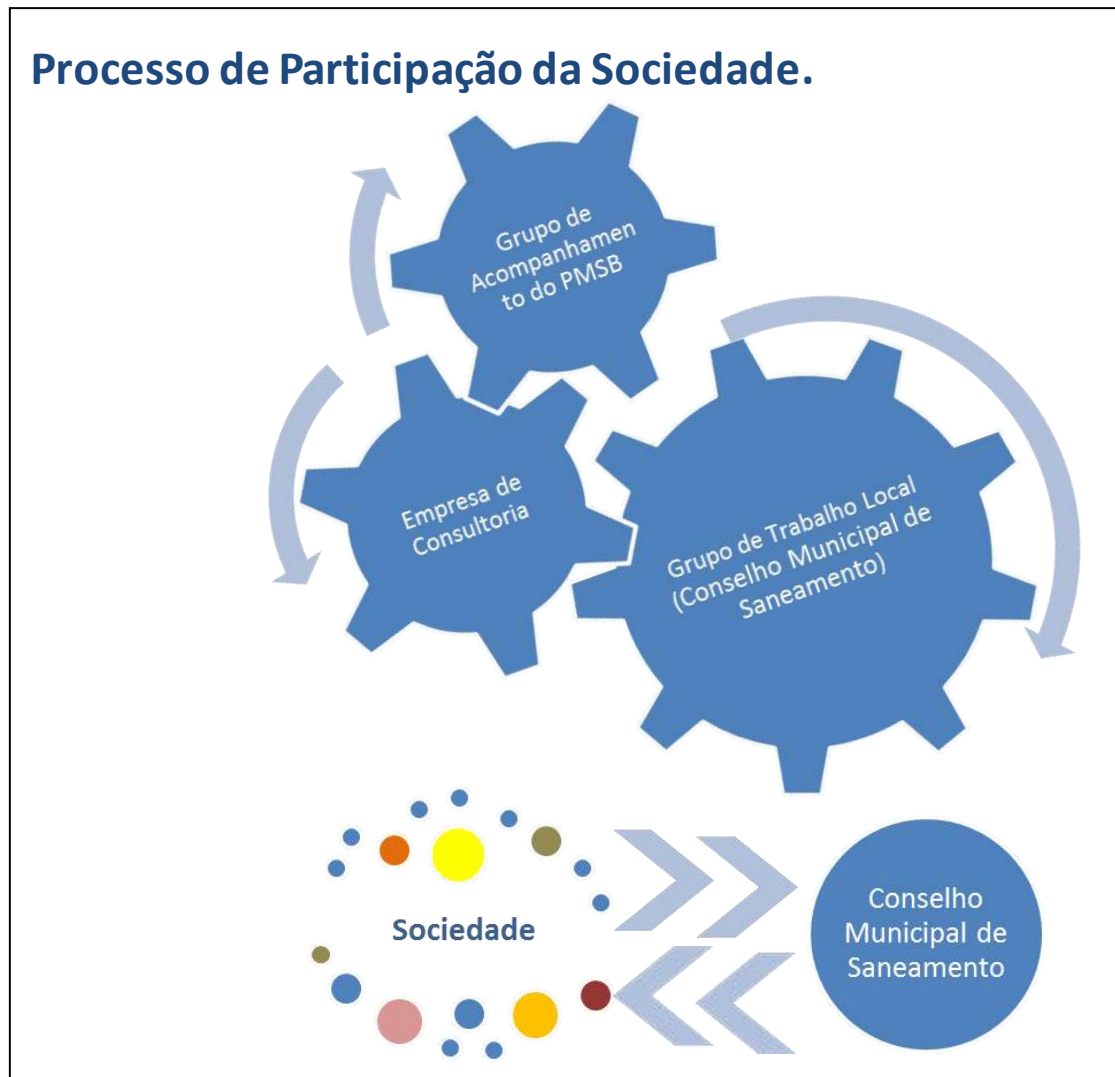 Processo de Participação da Sociedade.
Grupo de
Acompanhamen
to do PMSB
Empresa de
Consultoria
Grupo de Trabalho Local
(Conselho Municipal de
Saneamento)
Sociedade
Conselho
Municipal de
Saneamento